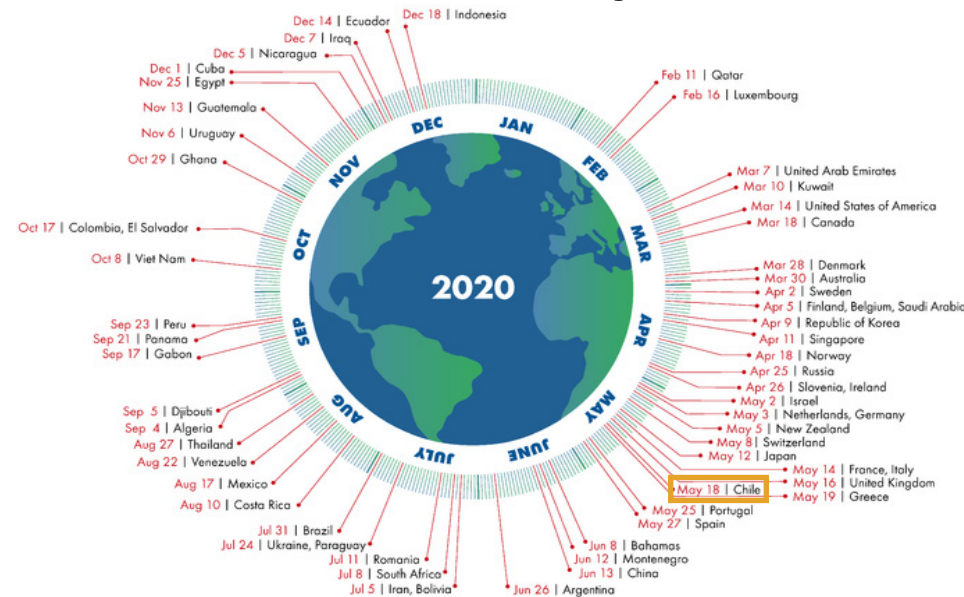 Dec 14 | Ecuador
Dec 18 | Indonesia
Dec 7 | Iraq
Dec 5 | Nicaragua
Dec 1 | Cuba
Nov 25 | Egypt
Nov 13 | Guatemala
Nov 6 | Uruguay
Oct 29 | Ghana
Oct 17 | Colombia, El Salvador
Oct 8 | Viet Nam
Sep 23 | Peru
Sep 21 | Panama
Sep 17 | Gabon
Sep 5 | Djibouti
Sep 4 | Algeria
Aug 27 | Thailand
Aug 22 | Venezuela
Aug 17 | Mexico
Aug 10 | Costa Rica
Jul 31 | Brazil
Jul 24 | Ukraine, Paraguay
Jul 11 | Romania
Jul 8 | South Africa
Jul 5 | Iran, Bolivia
JAN
FEB
MAR
APR
MAY
JUNE
JULY
AUG
SEP
OCT
NOV
DEC
2020
Feb 11 | Qatar
Feb 16 | Luxembourg
Mar 7 | United Arab Emirates
Mar 10 | Kuwait
Mar 14 | United States of America
Mar 18 | Canada
Mar 28 | Denmark
Mar 30 | Australia
Apr 2 | Sweden
Apr 5 | Finland, Belgium, Saudi Arabia
Apr 9 | Republic of Korea
Apr 11 | Singapore
Apr 18 | Norway
Apr 25 | Russia
Apr 26 | Slovenia, Ireland
May 2 | Israel
May 3 | Netherlands, Germany
May 5 | New Zealand
May 8 | Switzerland
May 12 | Japan
May 14 | France, Italy
May 16 | United Kingdom
May 18 | Chile
May 19 | Greece
May 25 | Portugal
May 27 | Spain
Jun 8 | Bahamas
Jun 12 | Montenegro
Jun 13 | China
Jun 26 | Argentina